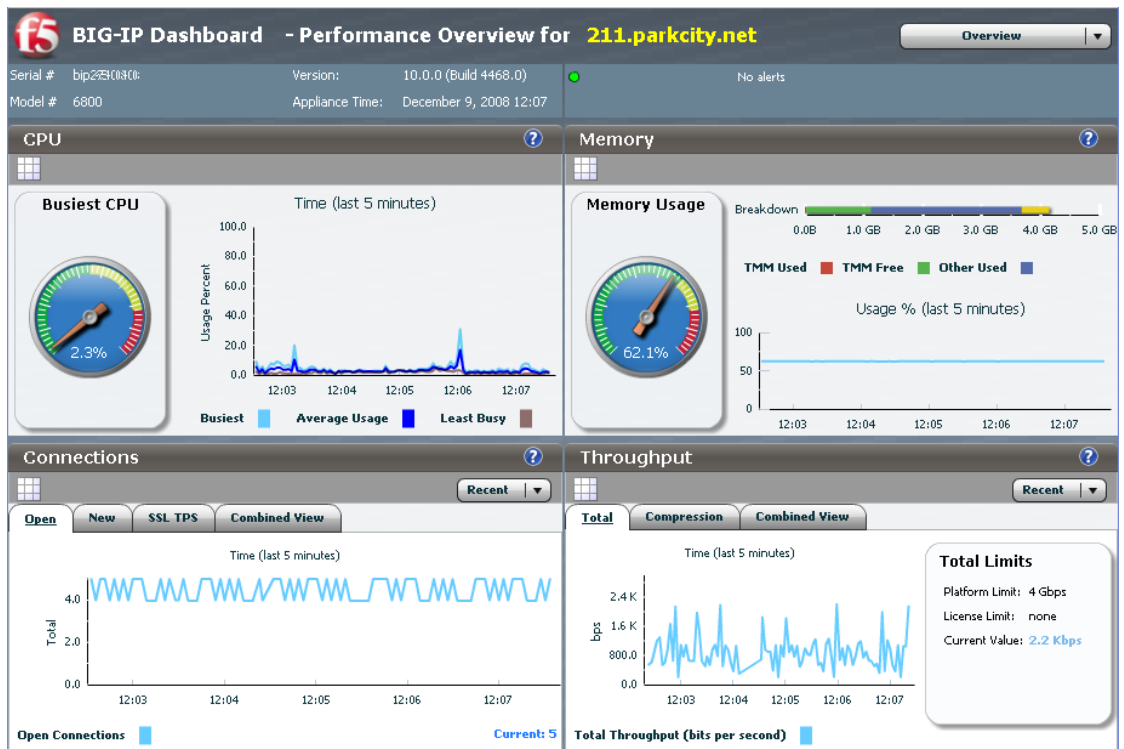 f5 BIG-IP Dashboard - Performance Overview for 211.parkcity.net Overview
Serial # Version: 10.0.0 (Build 4468.0) No alerts
Model # 6800 Appliance Time: December 9, 2008 12:07
CPU
Busiest CPU
2.3%
Time (last 5 minutes)
Usage Percent
100.0
80.0
60.0
40.0
20.0
0.0
12:03 12:04 12:05 12:06 12:07
Busiest Average Usage Least Busy
Memory
Memory Usage
62.1%
Breakdown
0.0B 1.0 GB 2.0 GB 3.0 GB 4.0 GB 5.0 GB
TMM Used TMM Free Other Used
Usage % (last 5 minutes)
100
50
0
12:03 12:04 12:05 12:06 12:07
Connections
Recent
Open New SSL TPS Combined View
Time (last 5 minutes)
Total
4.0
2.0
0.0
12:03 12:04 12:05 12:06 12:07
Open Connections Current: 5
Throughput
Recent
Total Compression Combined View
Time (last 5 minutes)
bps
2.4 K
1.6 K
800.0
0.0
12:03 12:04 12:05 12:06 12:07
Total Throughput (bits per second)
Total Limits
Platform Limit: 4 Gbps
License Limit: none
Current Value: 2.2 Kbps